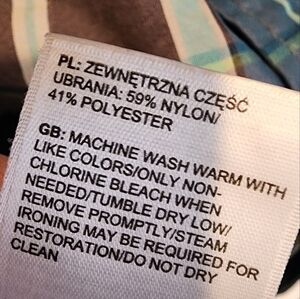 PL: ZEWNĘTRZNA CZĘŚĆ
UBRANIA: 59% NYLON/
41% POLYESTER
GB: MACHINE WASH WARM WITH
LIKE COLORS/ONLY NON-
CHLORINE BLEACH WHEN
NEEDED/TUMBLE DRY LOW/
REMOVE PROMPTLY/STEAM
IRONING MAY BE REQUIRED FOR
RESTORATION/DO NOT DRY
CLEAN